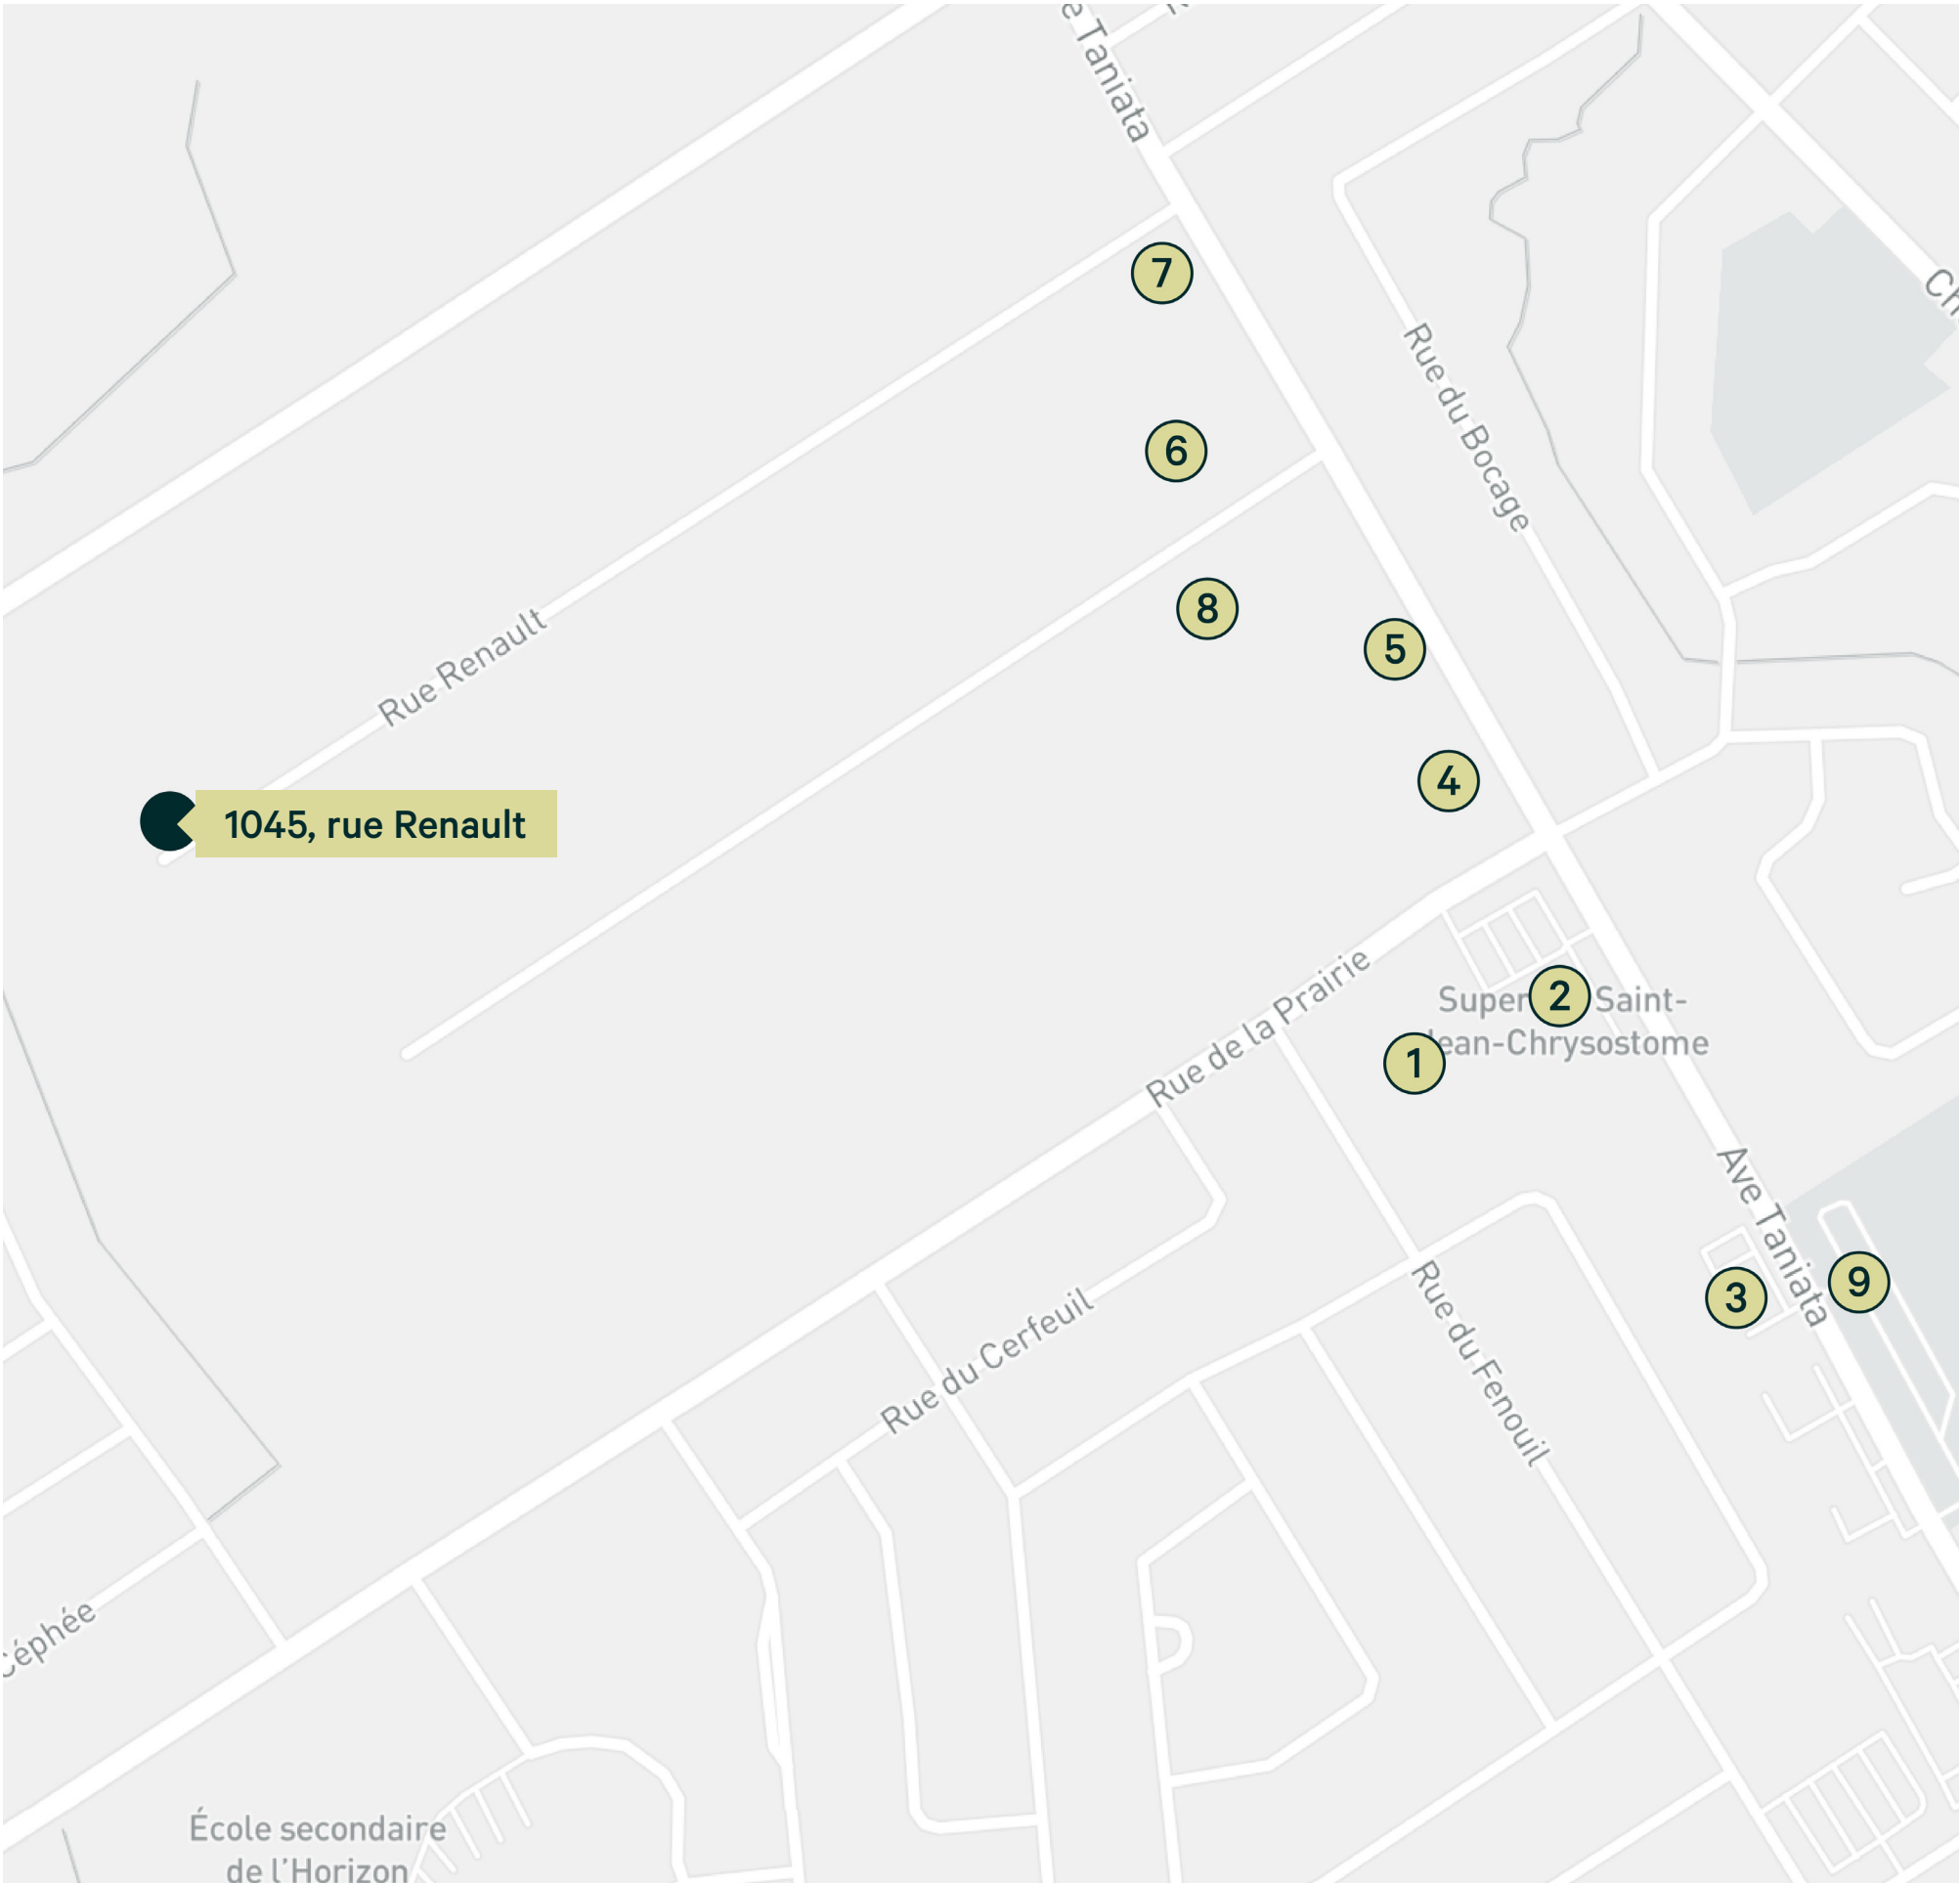 e Taniata
7
Ch
Rue du Bocage
6
8
5
Rue Renault
4
1045, rue Renault
Rue de la Prairie
Super
2
Saint-
1
ean-Chrysostome
Ave Taniata
3
9
Rue du Cerfeuil
Rue du Fenouil
Céphée
École secondaire
de l'Horizon